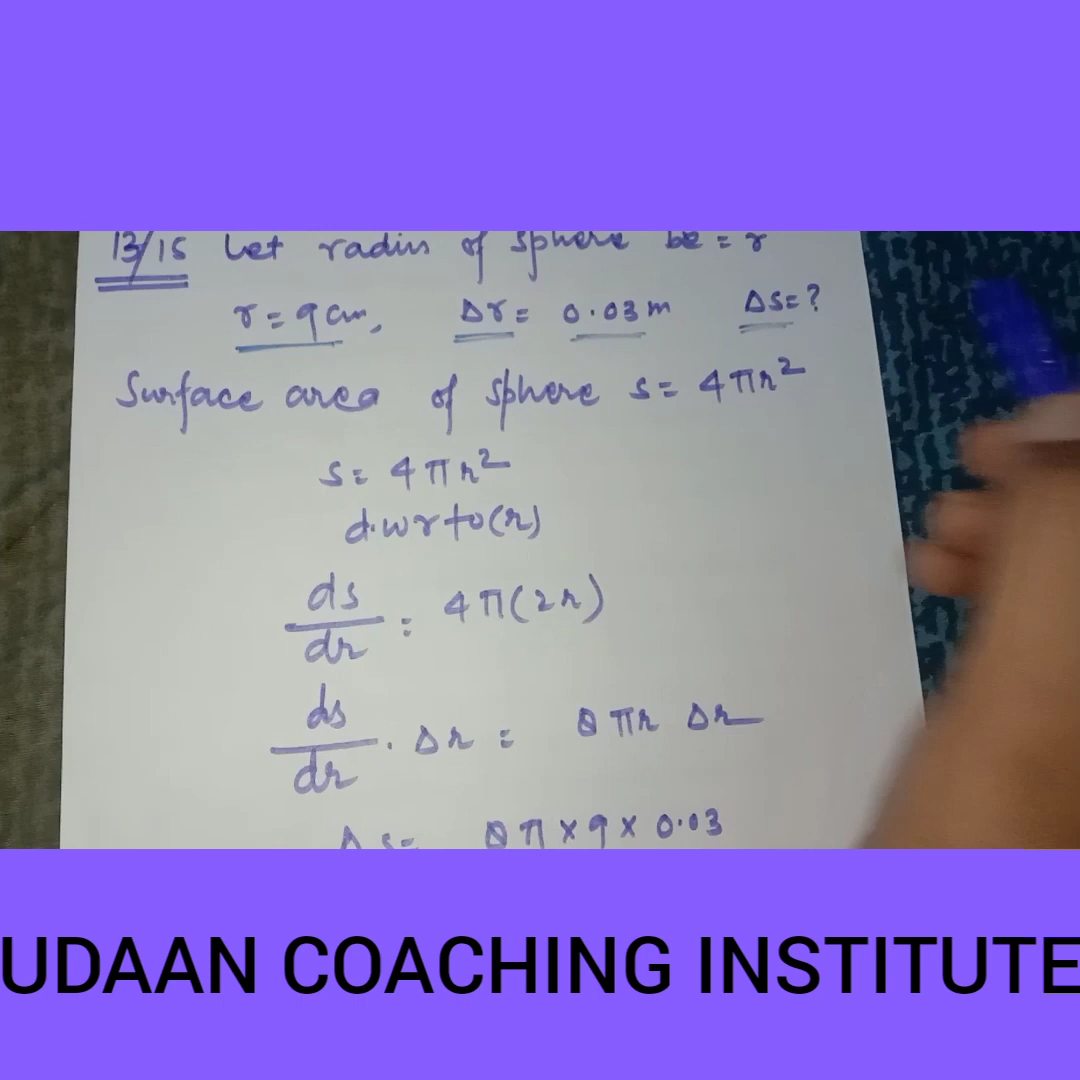 13/15 Let radius of sphere be = r
r = 9 cm, Δr = 0.03 m Δs = ?
Surface area of sphere s = 4πr²
s = 4πr²
d.w r to (r)
ds/dr = 4π(2r)
ds/dr . Δr = 8πr Δr
Δs = 8π × 9 × 0.03
UDAAN COACHING INSTITUTE